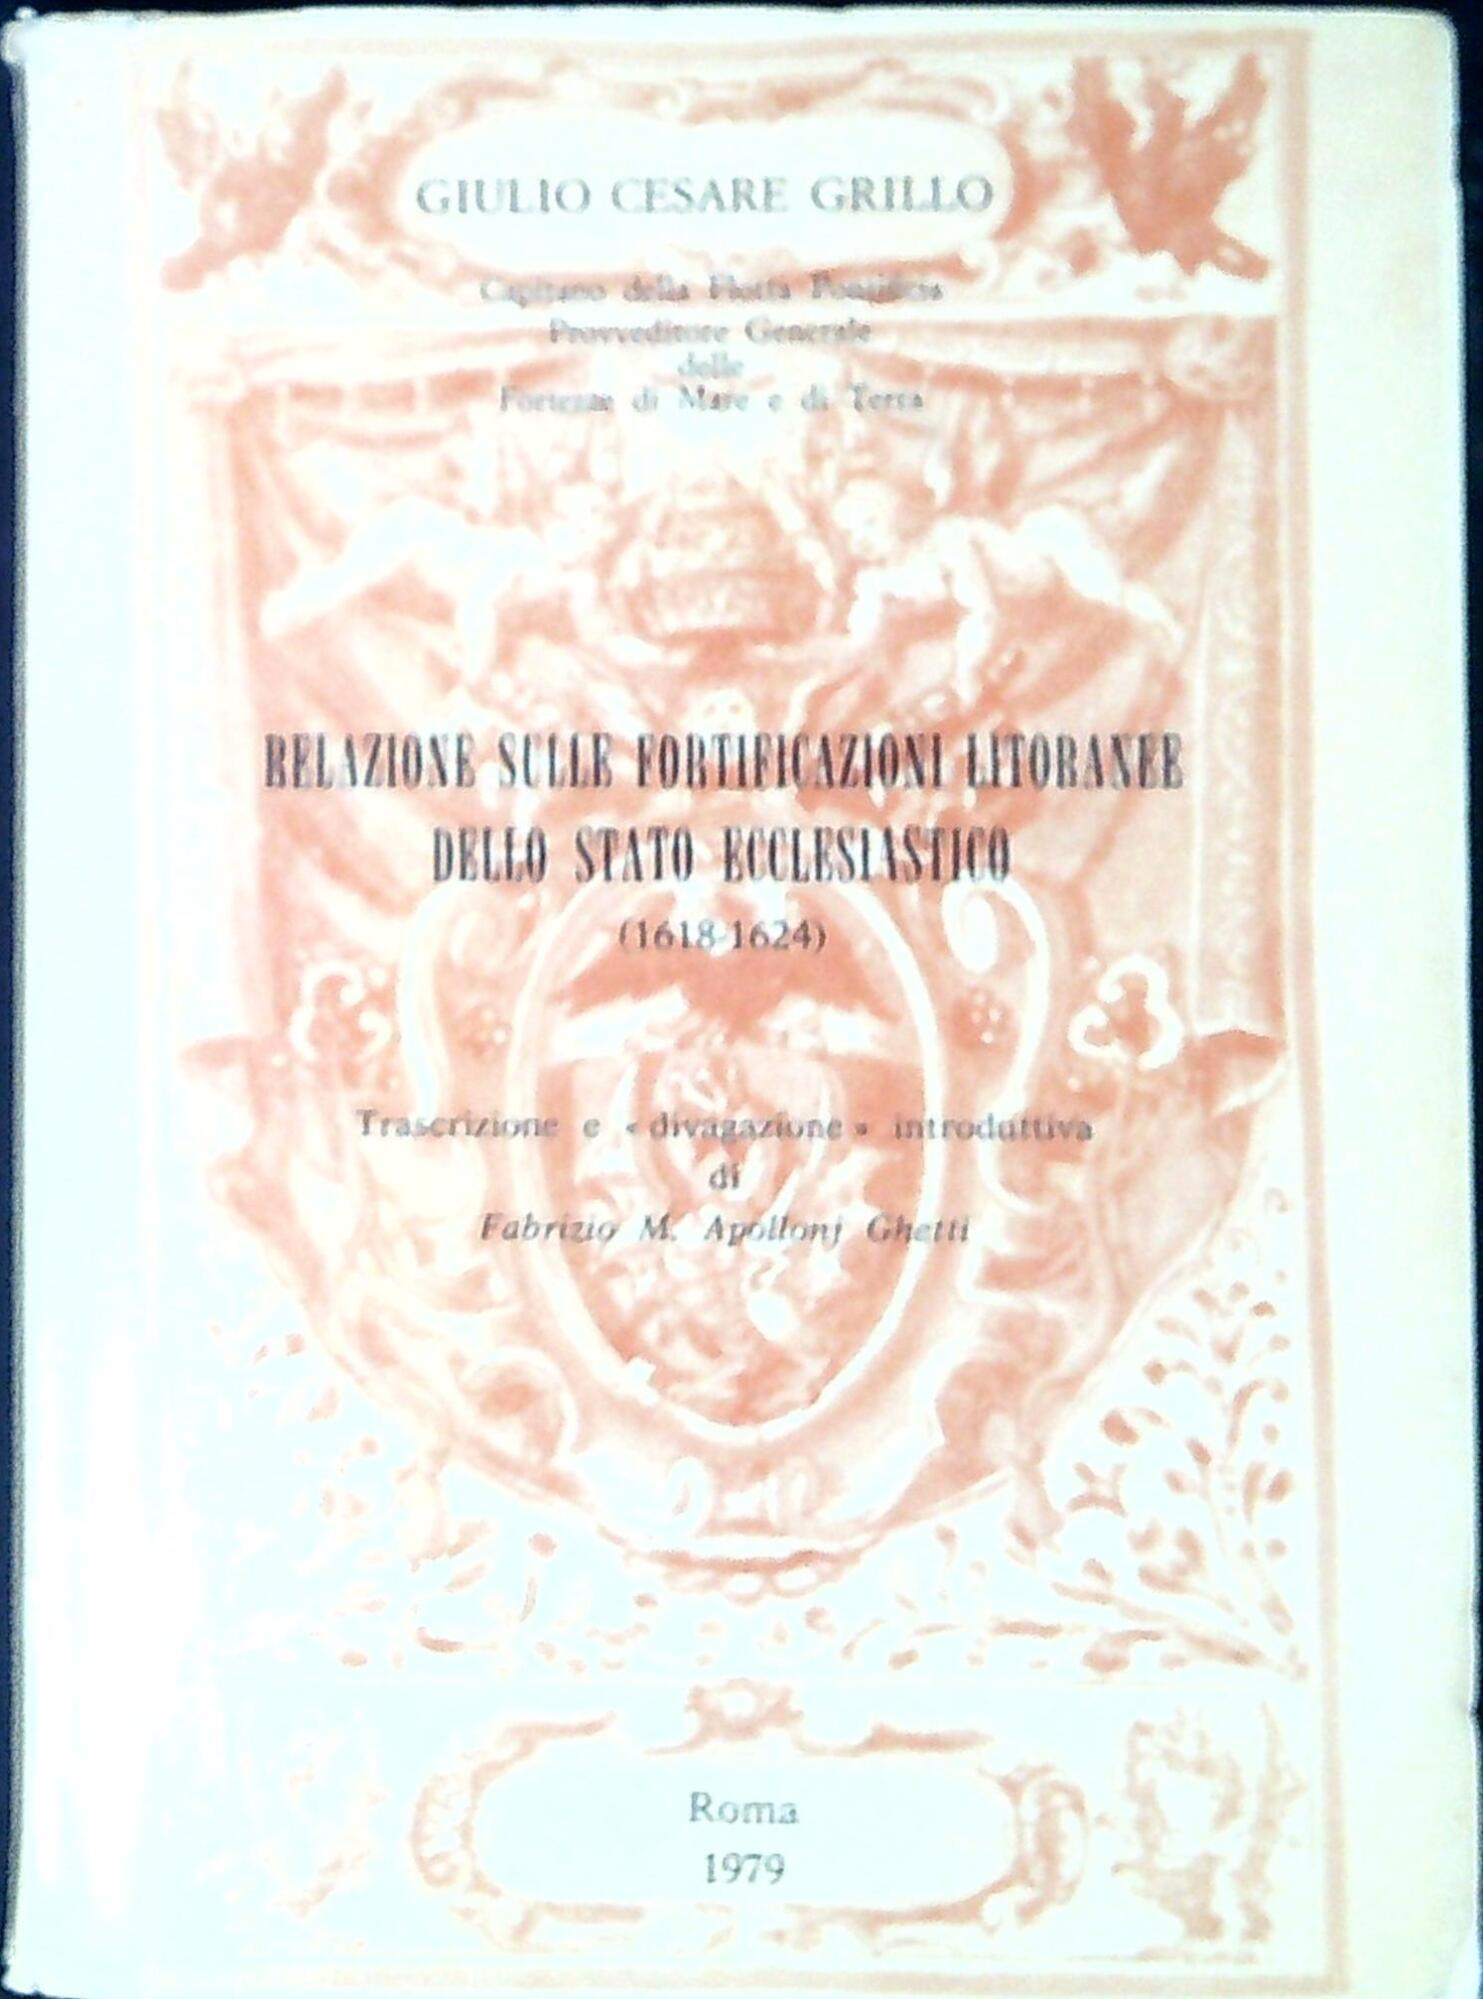 GIULIO CESARE GRILLO
Capitano della Flotta Pontificia
Provveditore Generale
delle
Fortezze di Mare e di Terra
RELAZIONE SULLE FORTIFICAZIONI LITORANEE
DELLO STATO ECCLESIASTICO
(1618-1624)
Trascrizione e « divagazione » introduttiva
di
Fabrizio M. Apollonj Ghetti
Roma
1979